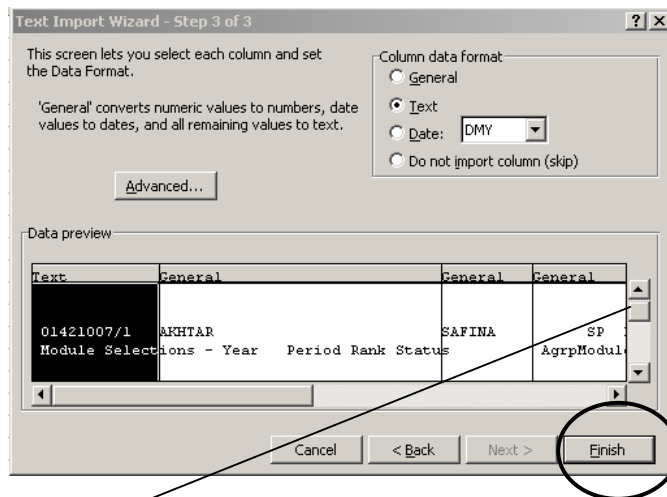 Text Import Wizard - Step 3 of 3
This screen lets you select each column and set
the Data Format.
'General' converts numeric values to numbers, date
values to dates, and all remaining values to text.
Advanced...
Column data format
General
Text
Date: DMY
Do not import column (skip)
Data preview
Text General General General
01421007/1 AKHTAR SAFINA SP
Module Selections - Year Period Rank Status AgrpModul
Cancel < Back Next > Finish